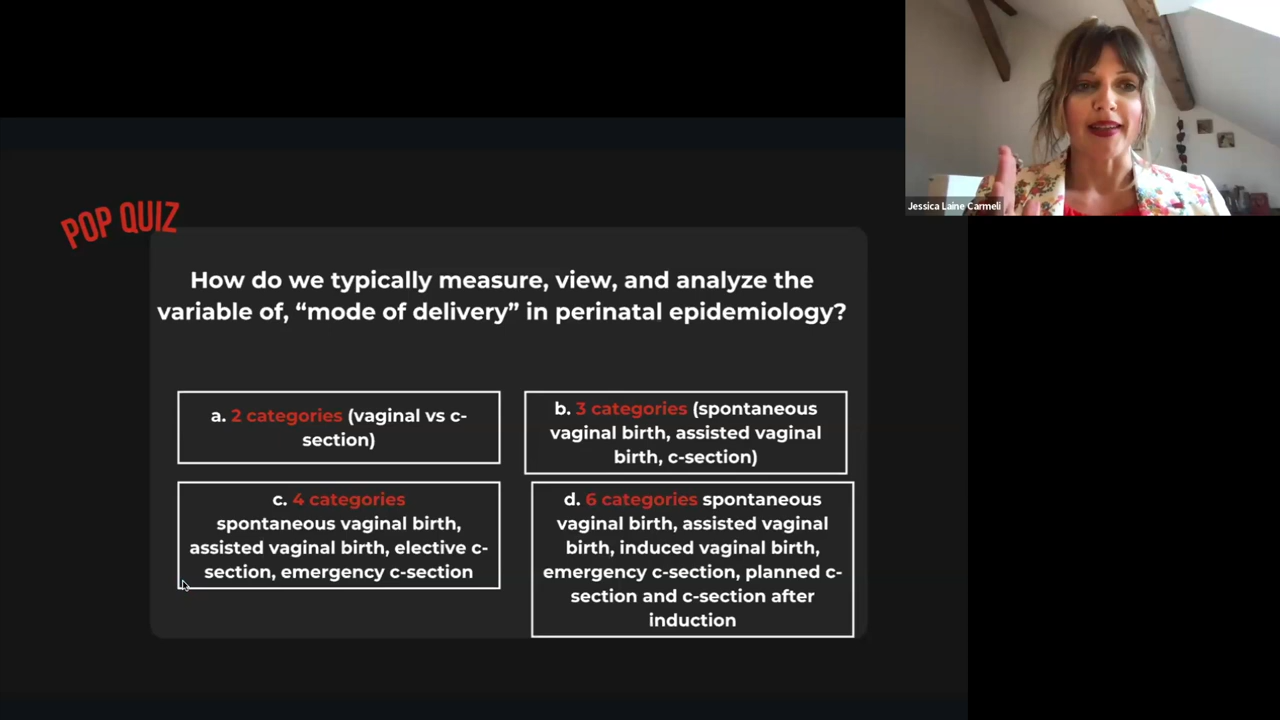 Jessica Laine Carmeli
POP QUIZ
How do we typically measure, view, and analyze the
variable of, “mode of delivery” in perinatal epidemiology?
a. 2 categories (vaginal vs c-
section)
b. 3 categories (spontaneous
vaginal birth, assisted vaginal
birth, c-section)
c. 4 categories
spontaneous vaginal birth,
assisted vaginal birth, elective c-
section, emergency c-section
d. 6 categories spontaneous
vaginal birth, assisted vaginal
birth, induced vaginal birth,
emergency c-section, planned c-
section and c-section after
induction